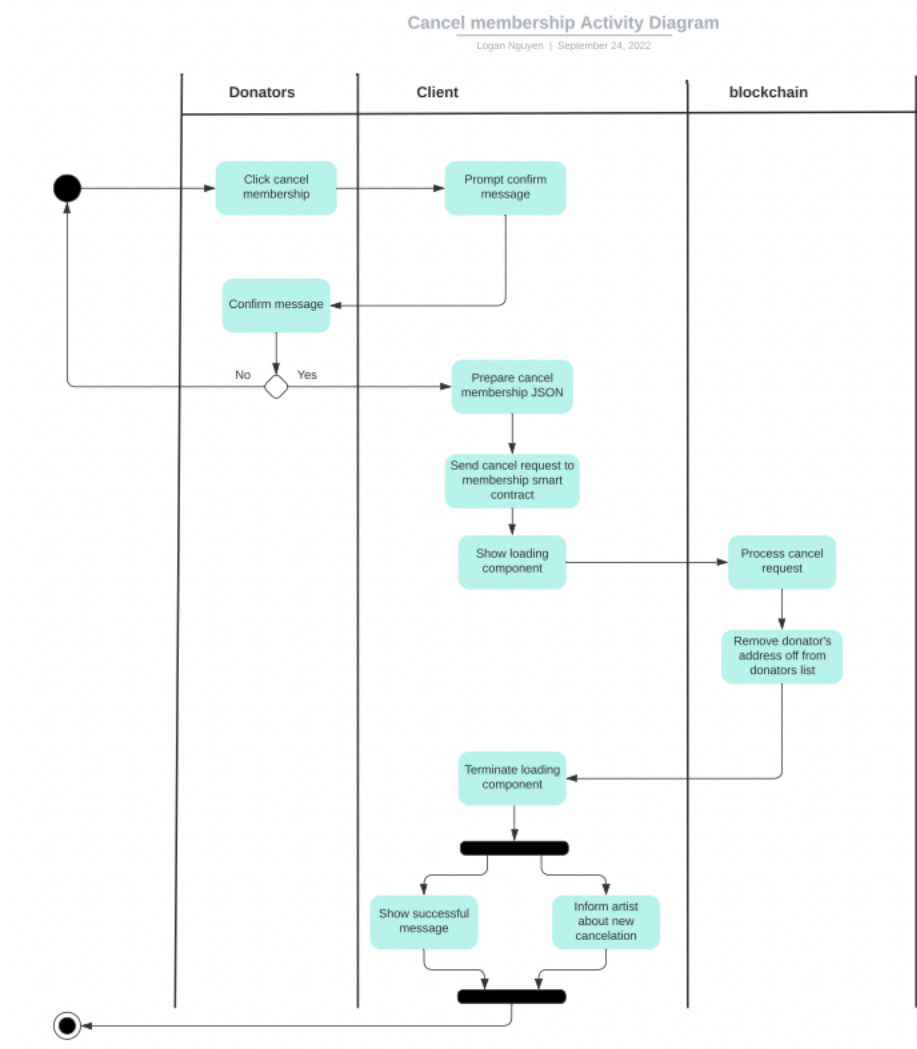 Cancel membership Activity Diagram
Logan Nguyen | September 24, 2022
Donators
Client
blockchain
Click cancel
membership
Prompt confirm
message
Confirm message
No
Yes
Prepare cancel
membership JSON
Send cancel request to
membership smart
contract
Show loading
component
Process cancel
request
Remove donator's
address off from
donators list
Terminate loading
component
Show successful
message
Inform artist
about new
cancelation